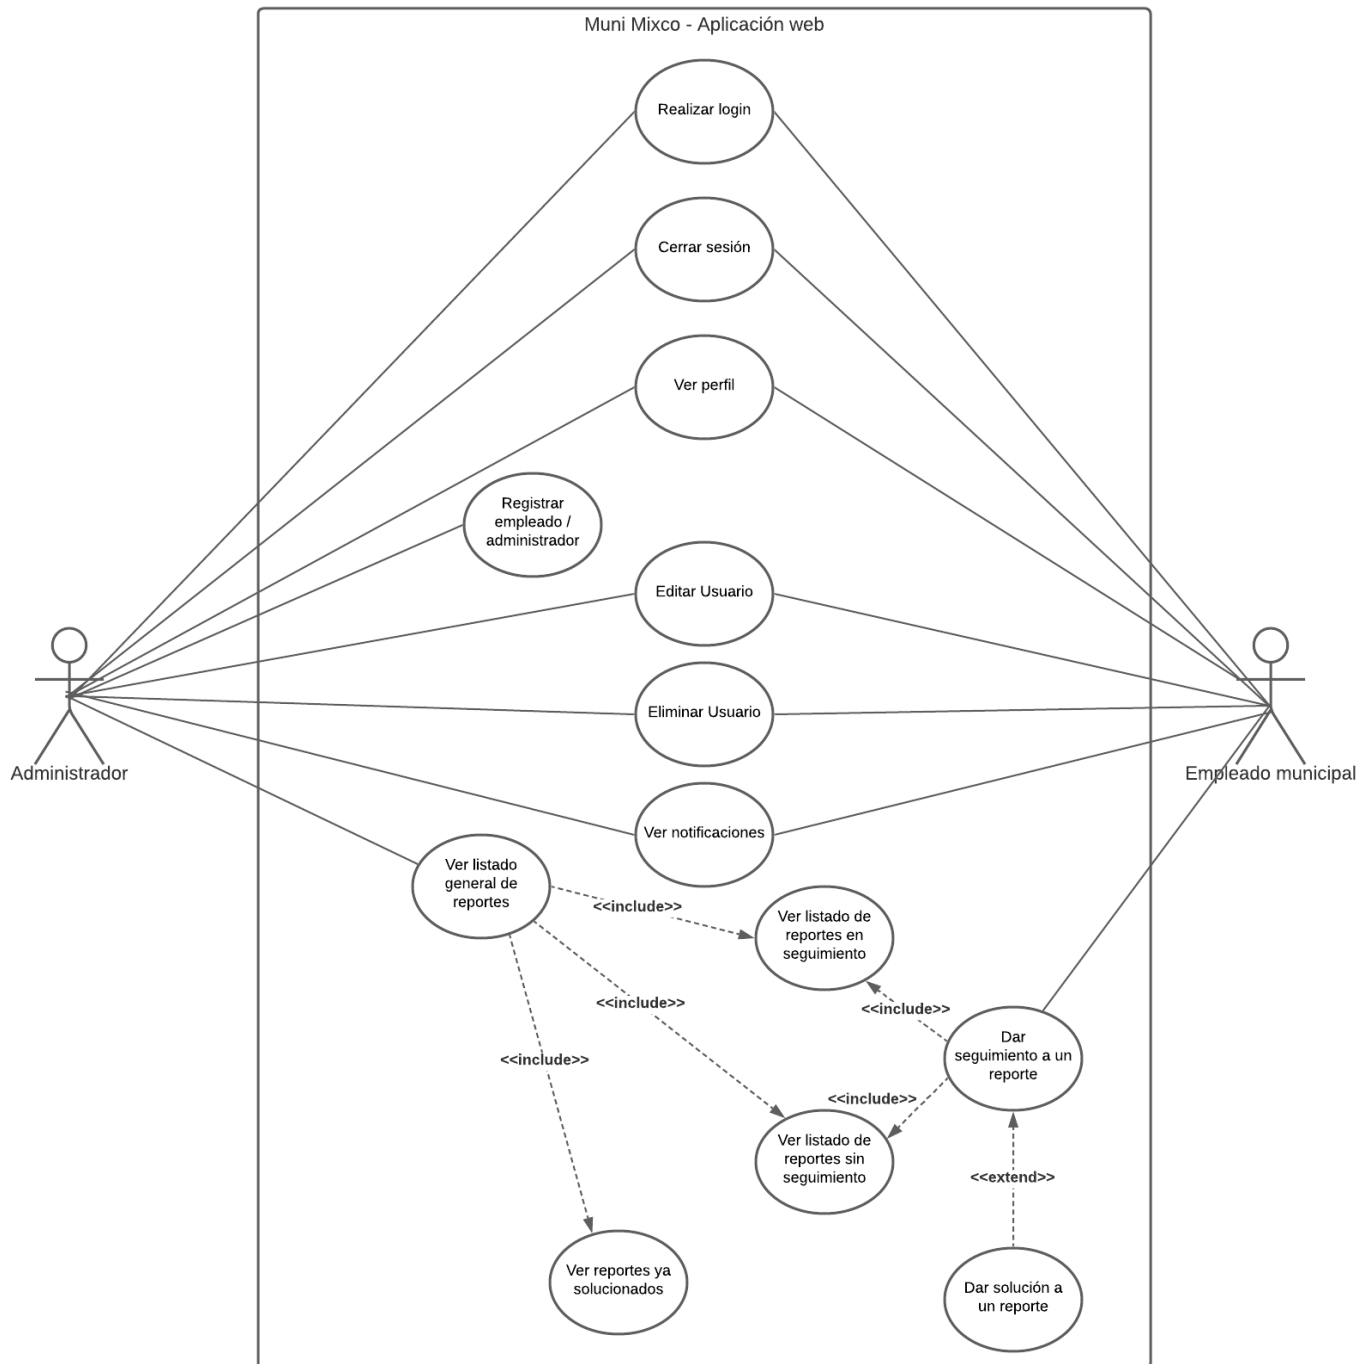 Muni Mixco - Aplicación web
Realizar login
Cerrar sesión
Ver perfil
Registrar
empleado /
administrador
Editar Usuario
Eliminar Usuario
Administrador
Empleado municipal
Ver notificaciones
Ver listado
general de
reportes
<<include>>
Ver listado de
reportes en
seguimiento
<<include>>
<<include>>
<<include>>
Dar
seguimiento a un
reporte
<<include>>
Ver listado de
reportes sin
seguimiento
<<extend>>
Ver reportes ya
solucionados
Dar solución a
un reporte